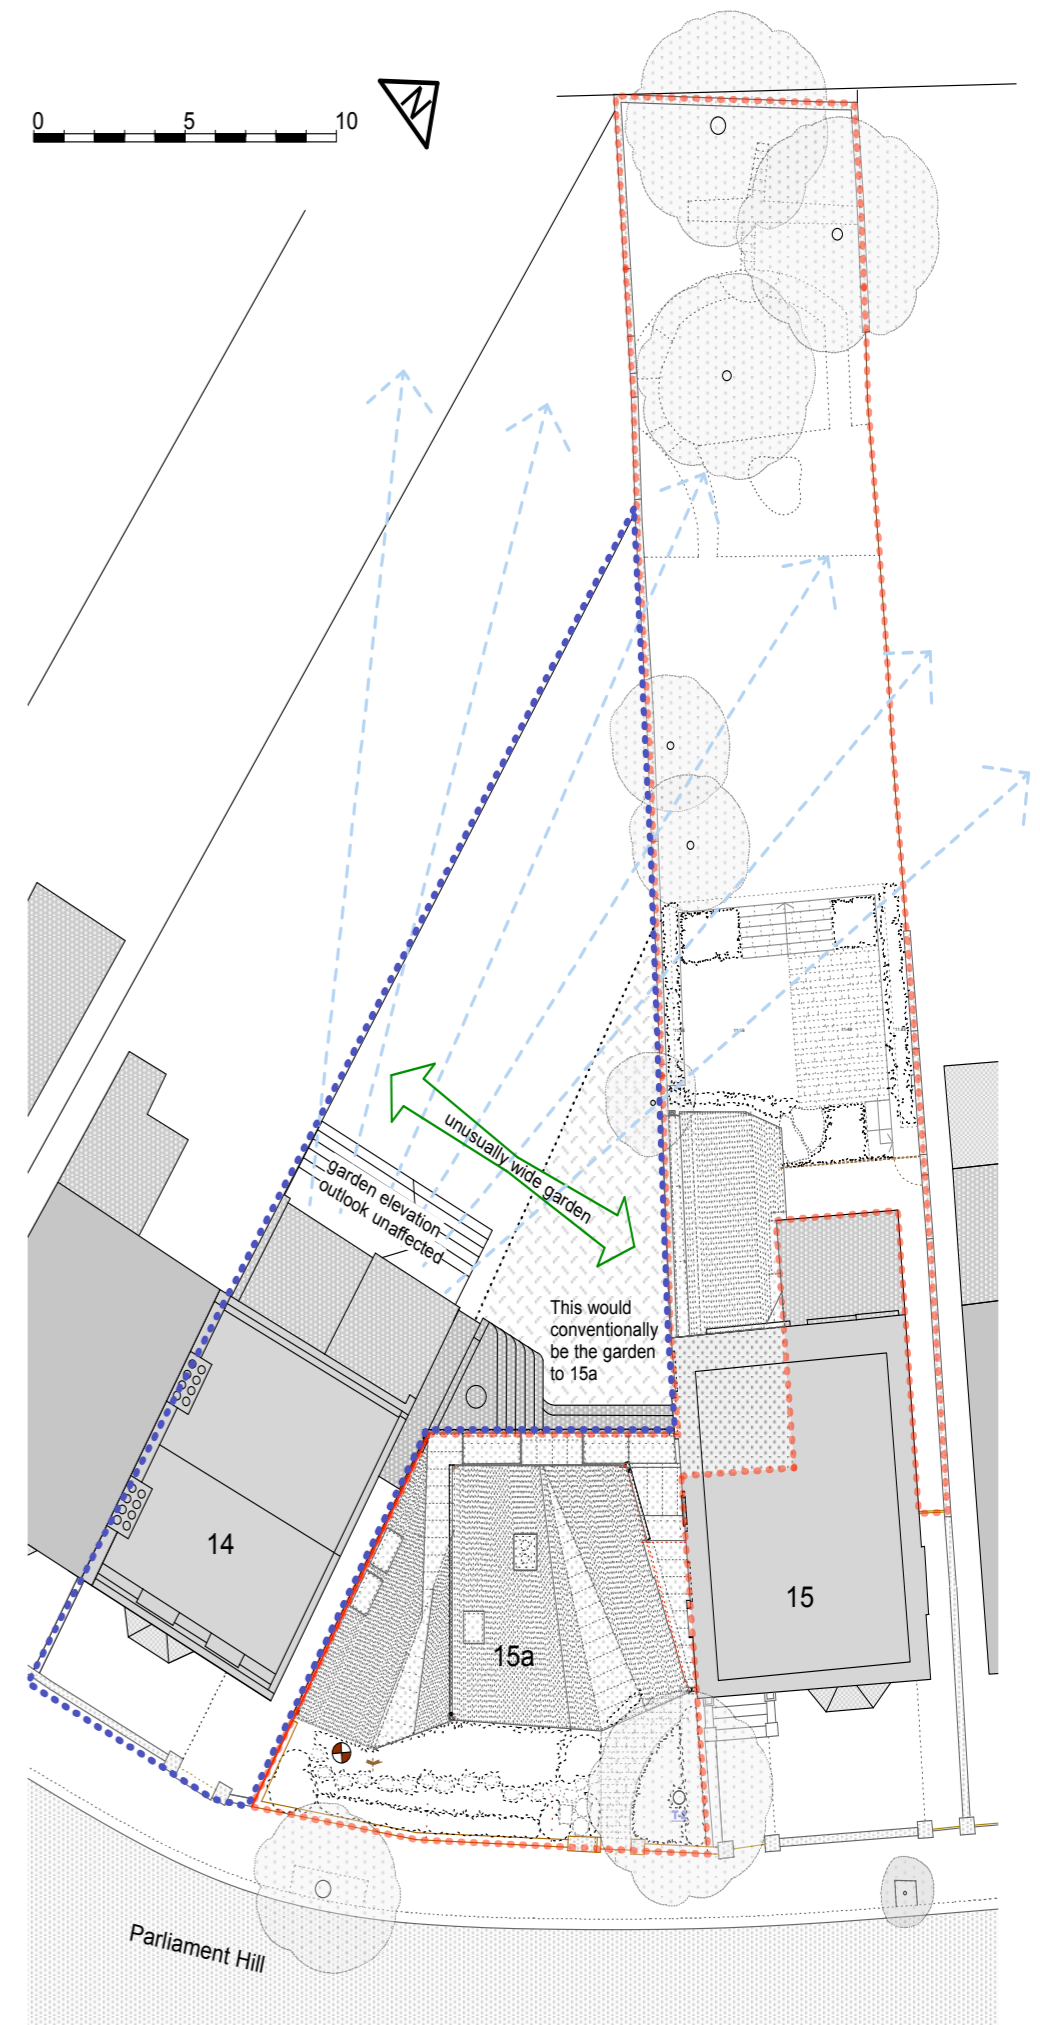 N
0 5 10
unusually wide garden
garden elevation
outlook unaffected
This would
conventionally
be the garden
to 15a
14
15a
15
Parliament Hill